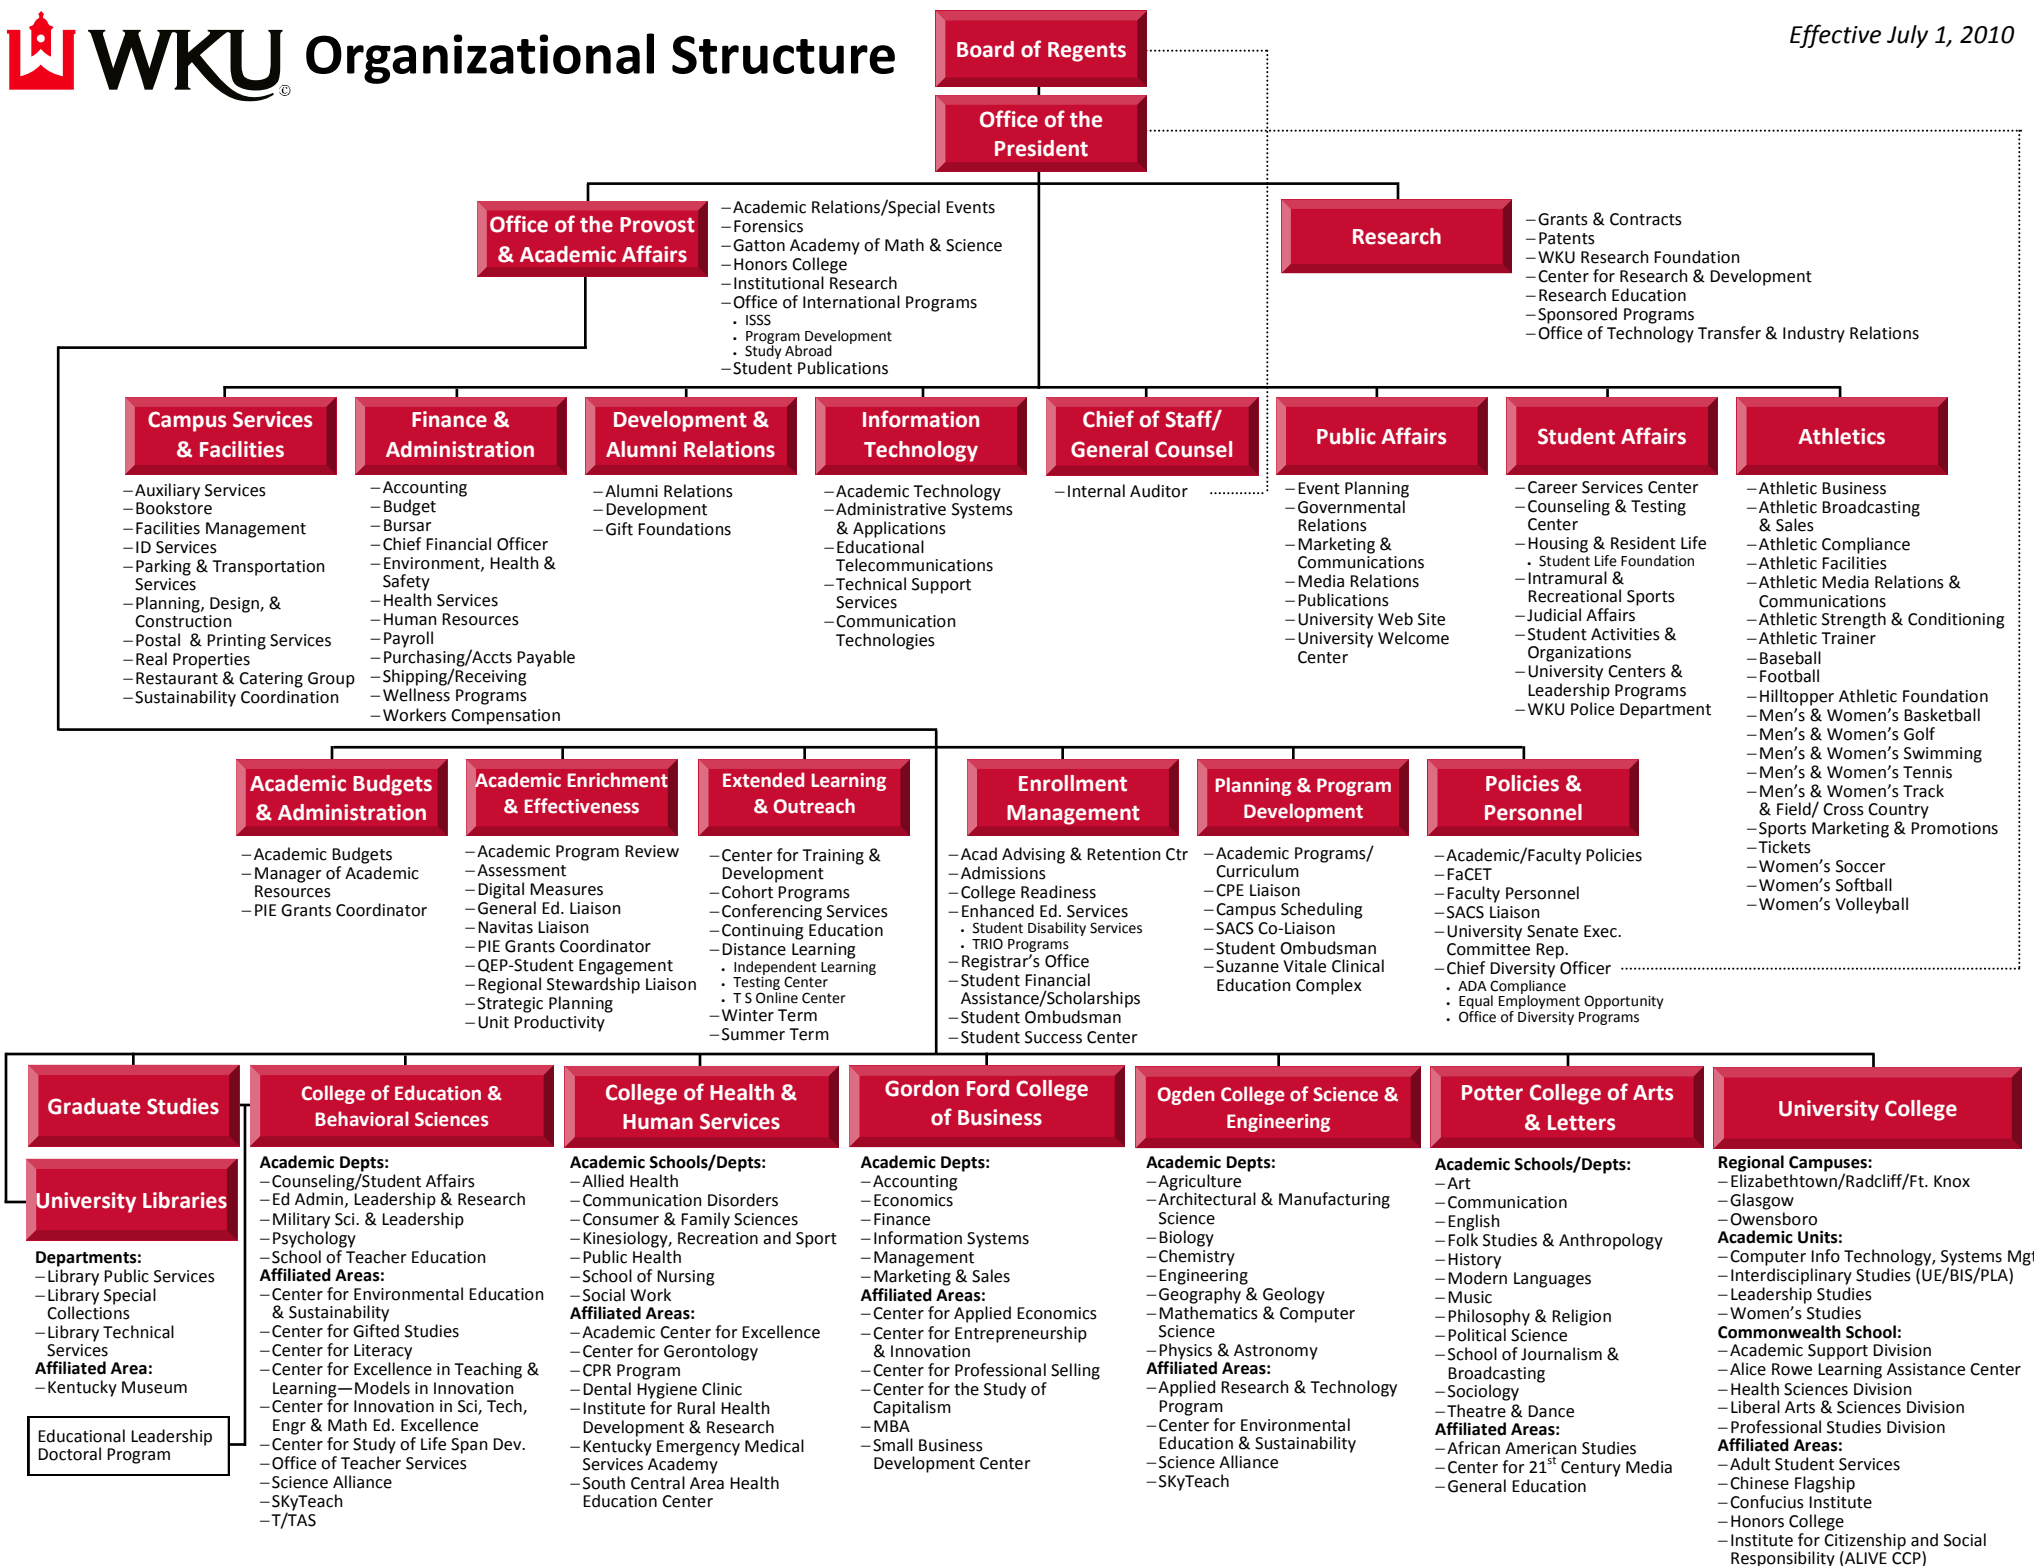 WKU © Organizational Structure
Effective July 1, 2010
Board of Regents
Office of the
President
Office of the Provost
& Academic Affairs
–Academic Relations/Special Events
–Forensics
–Gatton Academy of Math & Science
–Honors College
–Institutional Research
–Office of International Programs
• ISSS
• Program Development
• Study Abroad
–Student Publications
Research
–Grants & Contracts
–Patents
–WKU Research Foundation
–Center for Research & Development
–Research Education
–Sponsored Programs
–Office of Technology Transfer & Industry Relations
Campus Services
& Facilities
–Auxiliary Services
–Bookstore
–Facilities Management
–ID Services
–Parking & Transportation
Services
–Planning, Design, &
Construction
–Postal & Printing Services
–Real Properties
–Restaurant & Catering Group
–Sustainability Coordination
Finance &
Administration
–Accounting
–Budget
–Bursar
–Chief Financial Officer
–Environment, Health &
Safety
–Health Services
–Human Resources
–Payroll
–Purchasing/Accts Payable
–Shipping/Receiving
–Wellness Programs
–Workers Compensation
Development &
Alumni Relations
–Alumni Relations
–Development
–Gift Foundations
Information
Technology
–Academic Technology
–Administrative Systems
& Applications
–Educational
Telecommunications
–Technical Support
Services
–Communication
Technologies
Chief of Staff/
General Counsel
–Internal Auditor
Public Affairs
–Event Planning
–Governmental
Relations
–Marketing &
Communications
–Media Relations
–Publications
–University Web Site
–University Welcome
Center
Student Affairs
–Career Services Center
–Counseling & Testing
Center
–Housing & Resident Life
• Student Life Foundation
–Intramural &
Recreational Sports
–Judicial Affairs
–Student Activities &
Organizations
–University Centers &
Leadership Programs
–WKU Police Department
Athletics
–Athletic Business
–Athletic Broadcasting
& Sales
–Athletic Compliance
–Athletic Facilities
–Athletic Media Relations &
Communications
–Athletic Strength & Conditioning
–Athletic Trainer
–Baseball
–Football
–Hilltopper Athletic Foundation
–Men's & Women's Basketball
–Men's & Women's Golf
–Men's & Women's Swimming
–Men's & Women's Tennis
–Men's & Women's Track
& Field/ Cross Country
–Sports Marketing & Promotions
–Tickets
–Women's Soccer
–Women's Softball
–Women's Volleyball
Academic Budgets
& Administration
–Academic Budgets
–Manager of Academic
Resources
–PIE Grants Coordinator
Academic Enrichment
& Effectiveness
–Academic Program Review
–Assessment
–Digital Measures
–General Ed. Liaison
–Navitas Liaison
–PIE Grants Coordinator
–QEP-Student Engagement
–Regional Stewardship Liaison
–Strategic Planning
–Unit Productivity
Extended Learning
& Outreach
–Center for Training &
Development
–Cohort Programs
–Conferencing Services
–Continuing Education
–Distance Learning
• Independent Learning
• Testing Center
• T S Online Center
–Winter Term
–Summer Term
Enrollment
Management
–Acad Advising & Retention Ctr
–Admissions
–College Readiness
–Enhanced Ed. Services
• Student Disability Services
• TRIO Programs
–Registrar's Office
–Student Financial
Assistance/Scholarships
–Student Ombudsman
–Student Success Center
Planning & Program
Development
–Academic Programs/
Curriculum
–CPE Liaison
–Campus Scheduling
–SACS Co-Liaison
–Student Ombudsman
–Suzanne Vitale Clinical
Education Complex
Policies &
Personnel
–Academic/Faculty Policies
–FaCET
–Faculty Personnel
–SACS Liaison
–University Senate Exec.
Committee Rep.
–Chief Diversity Officer
• ADA Compliance
• Equal Employment Opportunity
• Office of Diversity Programs
Graduate Studies
University Libraries
Departments:
–Library Public Services
–Library Special
Collections
–Library Technical
Services
Affiliated Area:
–Kentucky Museum
Educational Leadership
Doctoral Program
College of Education &
Behavioral Sciences
Academic Depts:
–Counseling/Student Affairs
–Ed Admin, Leadership & Research
–Military Sci. & Leadership
–Psychology
–School of Teacher Education
Affiliated Areas:
–Center for Environmental Education
& Sustainability
–Center for Gifted Studies
–Center for Literacy
–Center for Excellence in Teaching &
Learning—Models in Innovation
–Center for Innovation in Sci, Tech,
Engr & Math Ed. Excellence
–Center for Study of Life Span Dev.
–Office of Teacher Services
–Science Alliance
–SKyTeach
–T/TAS
College of Health &
Human Services
Academic Schools/Depts:
–Allied Health
–Communication Disorders
–Consumer & Family Sciences
–Kinesiology, Recreation and Sport
–Public Health
–School of Nursing
–Social Work
Affiliated Areas:
–Academic Center for Excellence
–Center for Gerontology
–CPR Program
–Dental Hygiene Clinic
–Institute for Rural Health
Development & Research
–Kentucky Emergency Medical
Services Academy
–South Central Area Health
Education Center
Gordon Ford College
of Business
Academic Depts:
–Accounting
–Economics
–Finance
–Information Systems
–Management
–Marketing & Sales
Affiliated Areas:
–Center for Applied Economics
–Center for Entrepreneurship
& Innovation
–Center for Professional Selling
–Center for the Study of
Capitalism
–MBA
–Small Business
Development Center
Ogden College of Science &
Engineering
Academic Depts:
–Agriculture
–Architectural & Manufacturing
Science
–Biology
–Chemistry
–Engineering
–Geography & Geology
–Mathematics & Computer
Science
–Physics & Astronomy
Affiliated Areas:
–Applied Research & Technology
Program
–Center for Environmental
Education & Sustainability
–Science Alliance
–SKyTeach
Potter College of Arts
& Letters
Academic Schools/Depts:
–Art
–Communication
–English
–Folk Studies & Anthropology
–History
–Modern Languages
–Music
–Philosophy & Religion
–Political Science
–School of Journalism &
Broadcasting
–Sociology
–Theatre & Dance
Affiliated Areas:
–African American Studies
–Center for 21st Century Media
–General Education
University College
Regional Campuses:
–Elizabethtown/Radcliff/Ft. Knox
–Glasgow
–Owensboro
Academic Units:
–Computer Info Technology, Systems Mgt
–Interdisciplinary Studies (UE/BIS/PLA)
–Leadership Studies
–Women's Studies
Commonwealth School:
–Academic Support Division
–Alice Rowe Learning Assistance Center
–Health Sciences Division
–Liberal Arts & Sciences Division
–Professional Studies Division
Affiliated Areas:
–Adult Student Services
–Chinese Flagship
–Confucius Institute
–Honors College
–Institute for Citizenship and Social
Responsibility (ALIVE CCP)